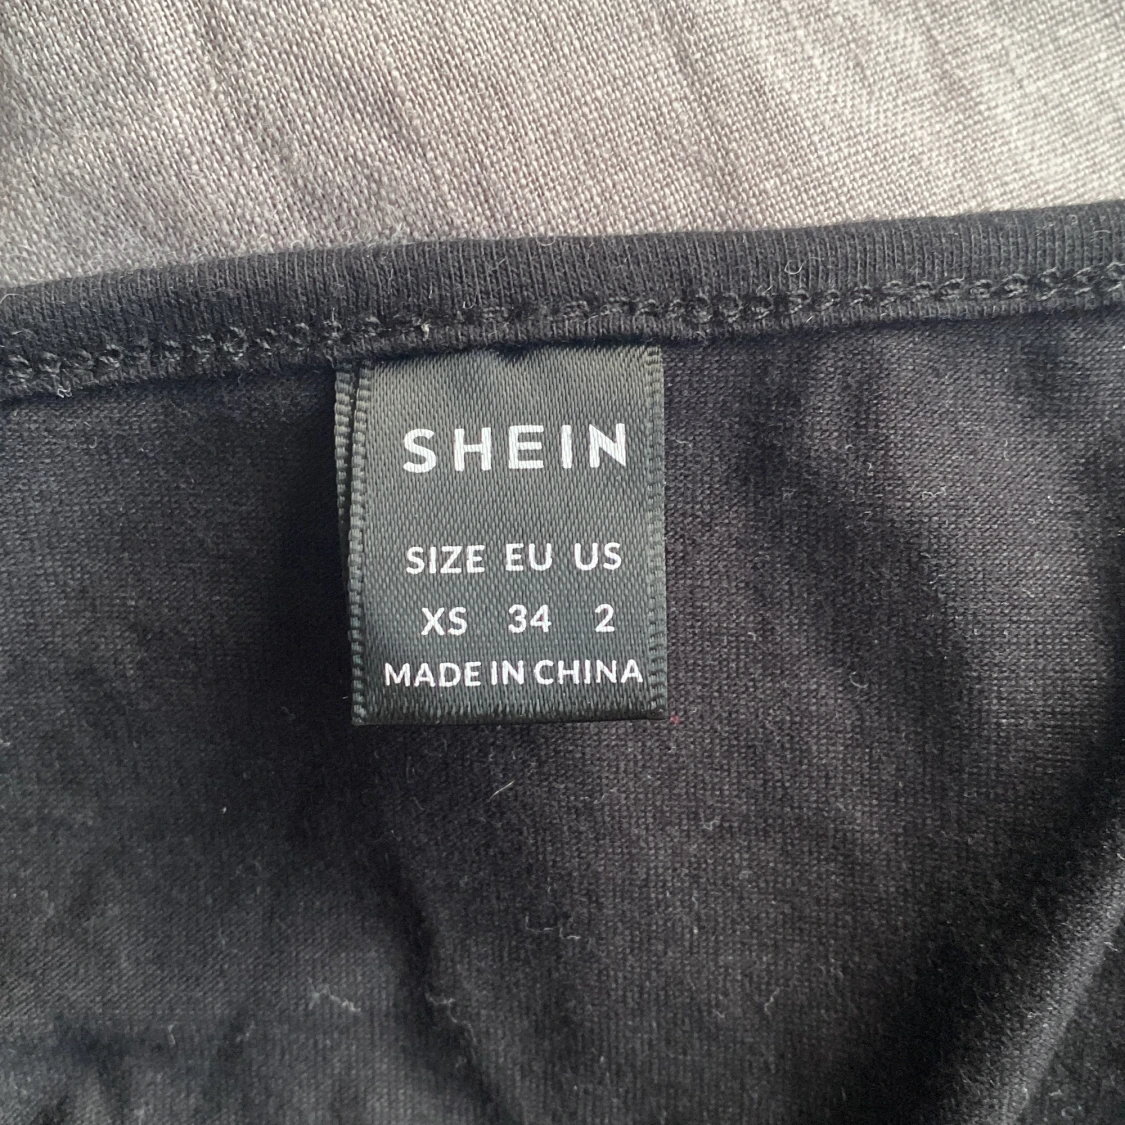 SHEIN
SIZE EU US
XS 34 2
MADE IN CHINA